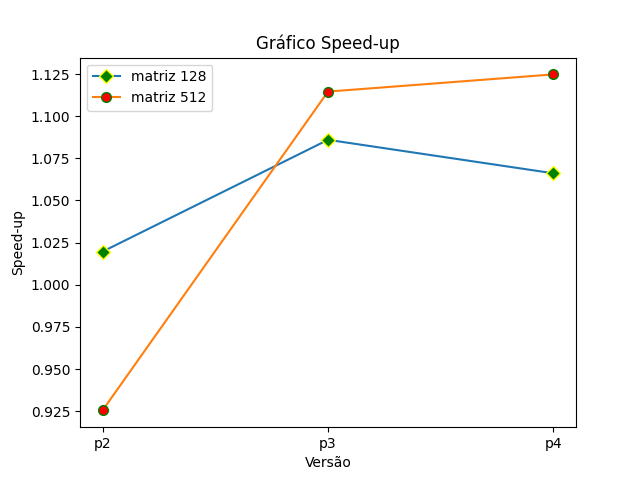 Gráfico Speed-up
matriz 128
matriz 512
1.125
1.100
1.075
1.050
1.025
1.000
0.975
0.950
0.925
Speed-up
p2
p3
p4
Versão